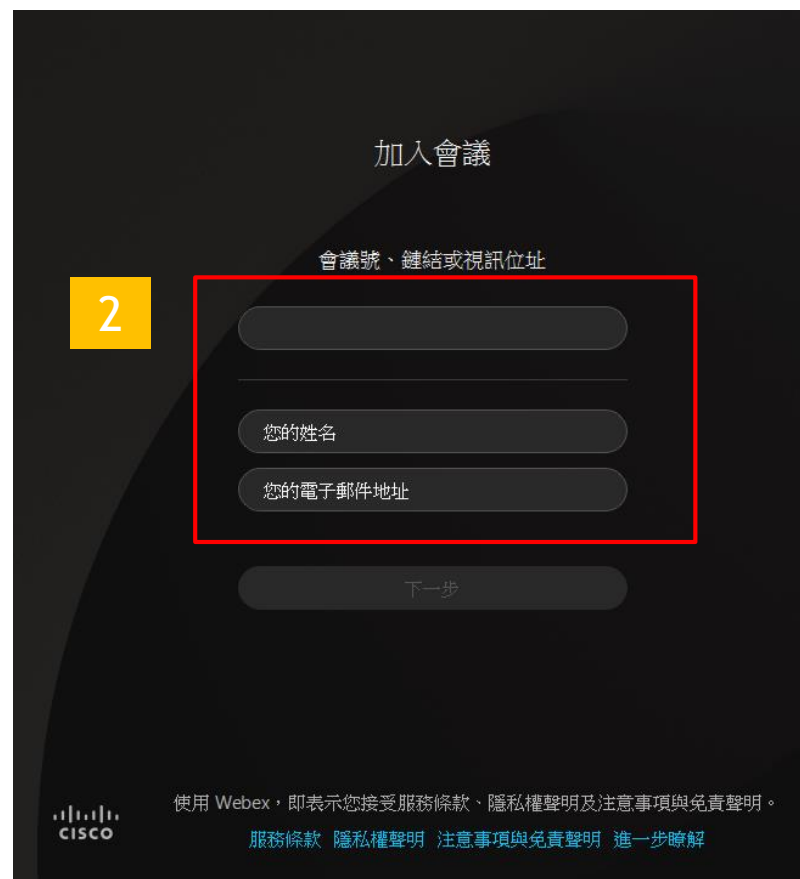 加入會議
會議號、鏈結或視訊位址
2
您的姓名
您的電子郵件地址
下一步
使用 Webex，即表示您接受服務條款、隱私權聲明及注意事項與免責聲明。
CISCO
服務條款 隱私權聲明 注意事項與免責聲明 進一步瞭解